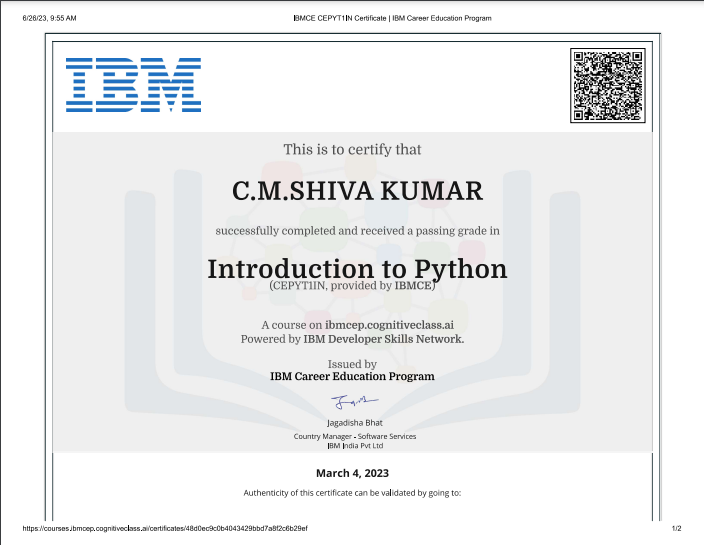 6/26/23, 9:55 AM IBMCE CEPYT1IN Certificate | IBM Career Education Program
IBM
This is to certify that
C.M.SHIVA KUMAR
successfully completed and received a passing grade in
Introduction to Python
(CEPYT1IN, provided by IBMCE)
A course on ibmcep.cognitiveclass.ai
Powered by IBM Developer Skills Network.
Issued by
IBM Career Education Program
Jagadisha Bhat
Country Manager - Software Services
IBM India Pvt Ltd
March 4, 2023
Authenticity of this certificate can be validated by going to:
https://courses.ibmcep.cognitiveclass.ai/certificates/48d0ec9c0b4043429bbd7a8f2c6b29ef 1/2